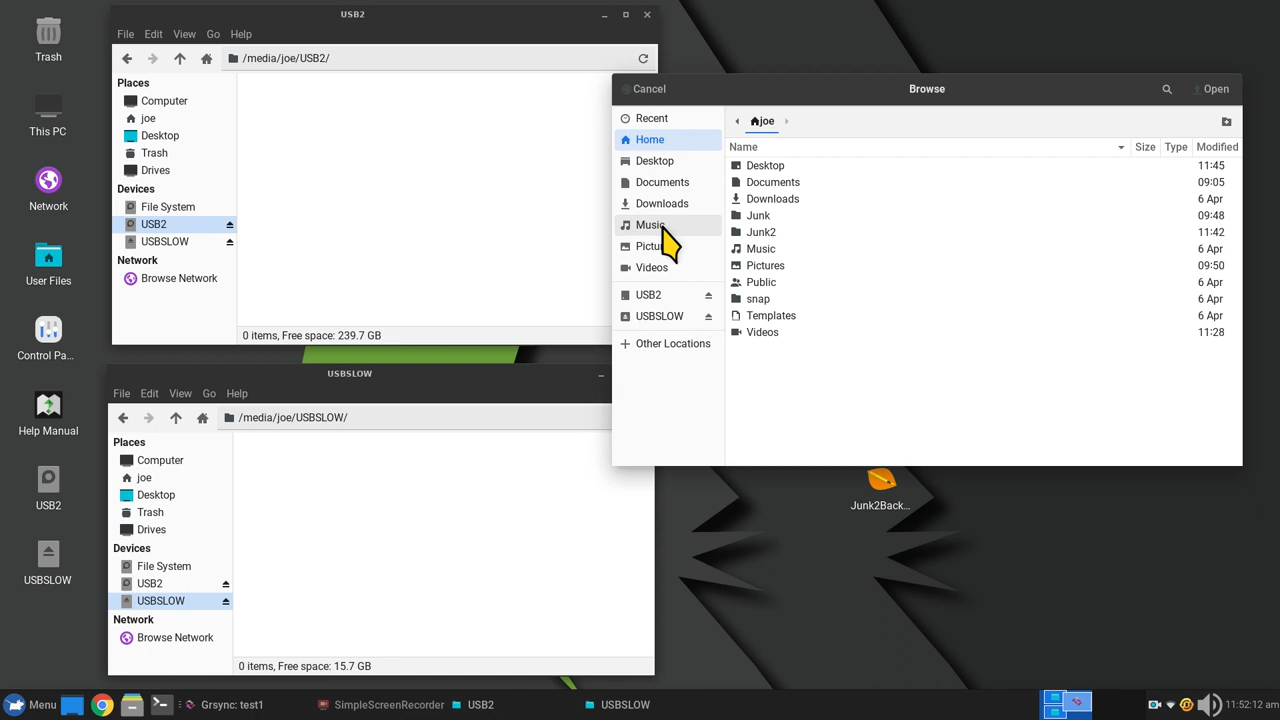 Trash
This PC
Network
User Files
Control Pa...
Help Manual
USB2
USBSLOW
USB2
File Edit View Go Help
/media/joe/USB2/
Places
Computer
joe
Desktop
Trash
Drives
Devices
File System
USB2
USBSLOW
Network
Browse Network
0 items, Free space: 239.7 GB
USBSLOW
File Edit View Go Help
/media/joe/USBSLOW/
Places
Computer
joe
Desktop
Trash
Drives
Devices
File System
USB2
USBSLOW
Network
Browse Network
0 items, Free space: 15.7 GB
Cancel Browse Open
Recent
Home
Desktop
Documents
Downloads
Music
Videos
USB2
USBSLOW
Other Locations
joe
Name Size Type Modified
Desktop 11:45
Documents 09:05
Downloads 6 Apr
Junk 09:48
Junk2 11:42
Music 6 Apr
Pictures 09:50
Public 6 Apr
snap 6 Apr
Templates 6 Apr
Videos 11:28
Junk2Back...
Menu Grsync: test1 SimpleScreenRecorder USB2 USBSLOW 11:52:12 am